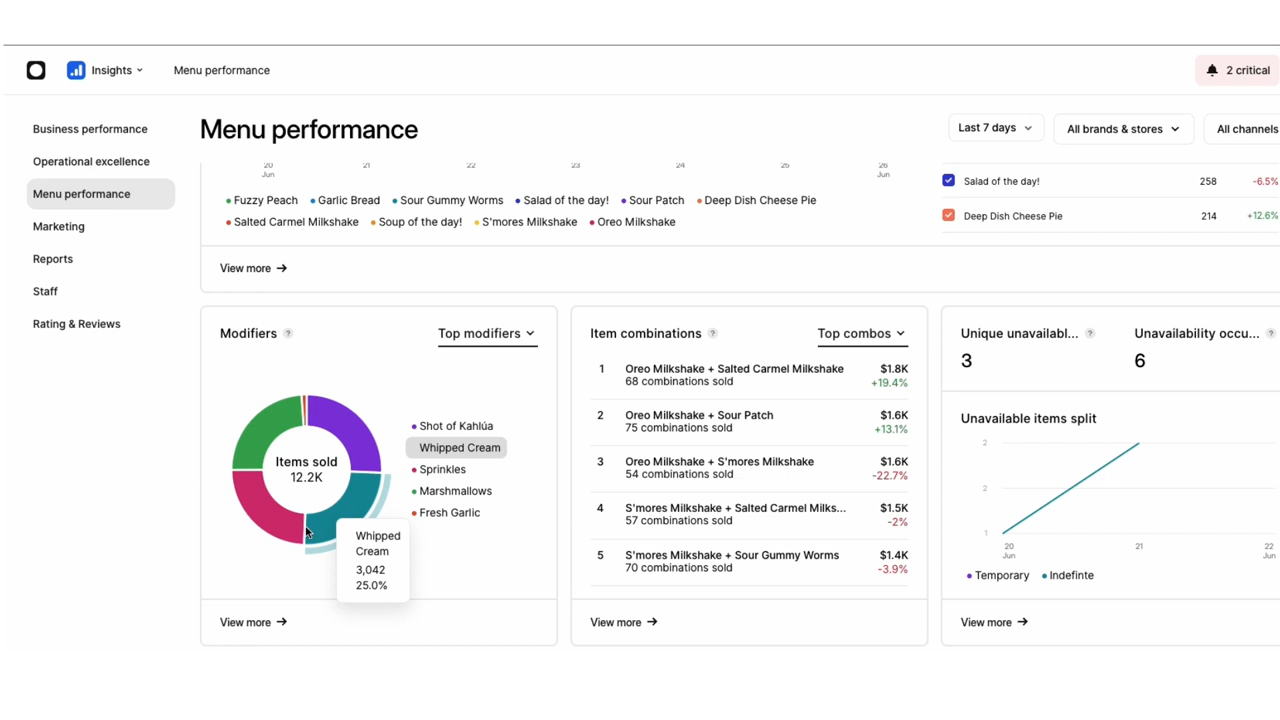 Insights
Menu performance
2 critical
Business performance
Operational excellence
Menu performance
Marketing
Reports
Staff
Rating & Reviews
Menu performance
Last 7 days
All brands & stores
All channels
20 21 22 23 24 25 26
Jun Jun
Fuzzy Peach Garlic Bread Sour Gummy Worms Salad of the day! Sour Patch Deep Dish Cheese Pie
Salted Carmel Milkshake Soup of the day! S'mores Milkshake Oreo Milkshake
View more →
Salad of the day! 258 -6.5%
Deep Dish Cheese Pie 214 +12.6%
Modifiers ?
Top modifiers
Items sold
12.2K
Shot of Kahlúa
Whipped Cream
Sprinkles
Marshmallows
Fresh Garlic
Whipped
Cream
3,042
25.0%
View more →
Item combinations ?
Top combos
1 Oreo Milkshake + Salted Carmel Milkshake $1.8K
68 combinations sold +19.4%
2 Oreo Milkshake + Sour Patch $1.6K
75 combinations sold +13.1%
3 Oreo Milkshake + S'mores Milkshake $1.6K
54 combinations sold -22.7%
4 S'mores Milkshake + Salted Carmel Milks... $1.5K
57 combinations sold -2%
5 S'mores Milkshake + Sour Gummy Worms $1.4K
70 combinations sold -3.9%
View more →
Unique unavailabl... ?
3
Unavailability occu... ?
6
Unavailable items split
2
2
1
20 21 22
Jun Jun
Temporary Indefinte
View more →